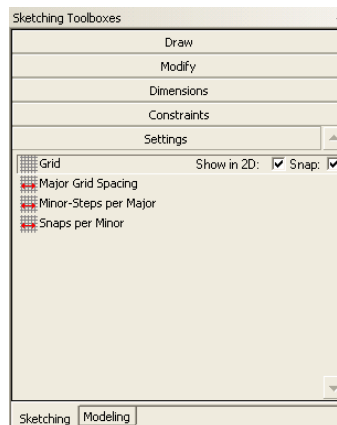 Sketching Toolboxes
Draw
Modify
Dimensions
Constraints
Settings
Grid Show in 2D: Snap:
Major Grid Spacing
Minor-Steps per Major
Snaps per Minor
Sketching Modeling